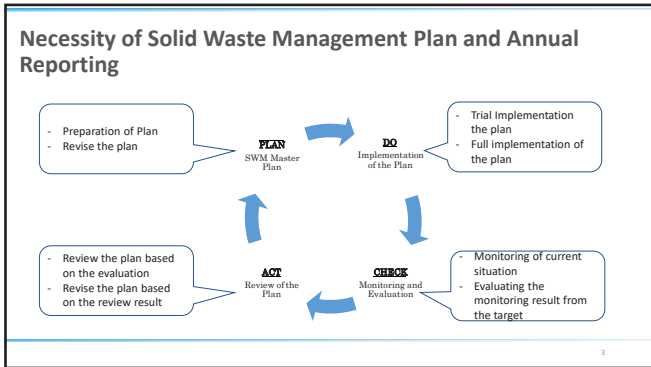 Necessity of Solid Waste Management Plan and Annual
Reporting
- Preparation of Plan
- Revise the plan
PLAN
SWM Master
Plan
DO
Implementation
of the Plan
- Trial Implementation
the plan
- Full implementation of
the plan
- Review the plan based
on the evaluation
- Revise the plan based
on the review result
ACT
Review of the
Plan
CHECK
Monitoring and
Evaluation
- Monitoring of current
situation
- Evaluating the
monitoring result from
the target
3